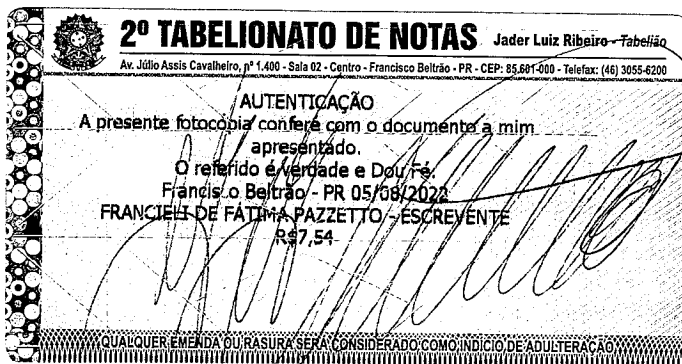 2º TABELIONATO DE NOTAS Jader Luiz Ribeiro - Tabelião
Av. Júlio Assis Cavalheiro, nº 1.400 - Sala 02 - Centro - Francisco Beltrão - PR - CEP: 85.601-000 - Telefax: (46) 3055-6200
AUTENTICAÇÃO
A presente fotocópia confere com o documento a mim
apresentado.
O referido é verdade e Dou Fé.
Francisco Beltrão - PR 05/08/2022
FRANCIELI DE FÁTIMA PAZZETTO - ESCREVENTE
R$7,54
QUALQUER EMENDA OU RASURA SERÁ CONSIDERADO COMO INDÍCIO DE ADULTERAÇÃO